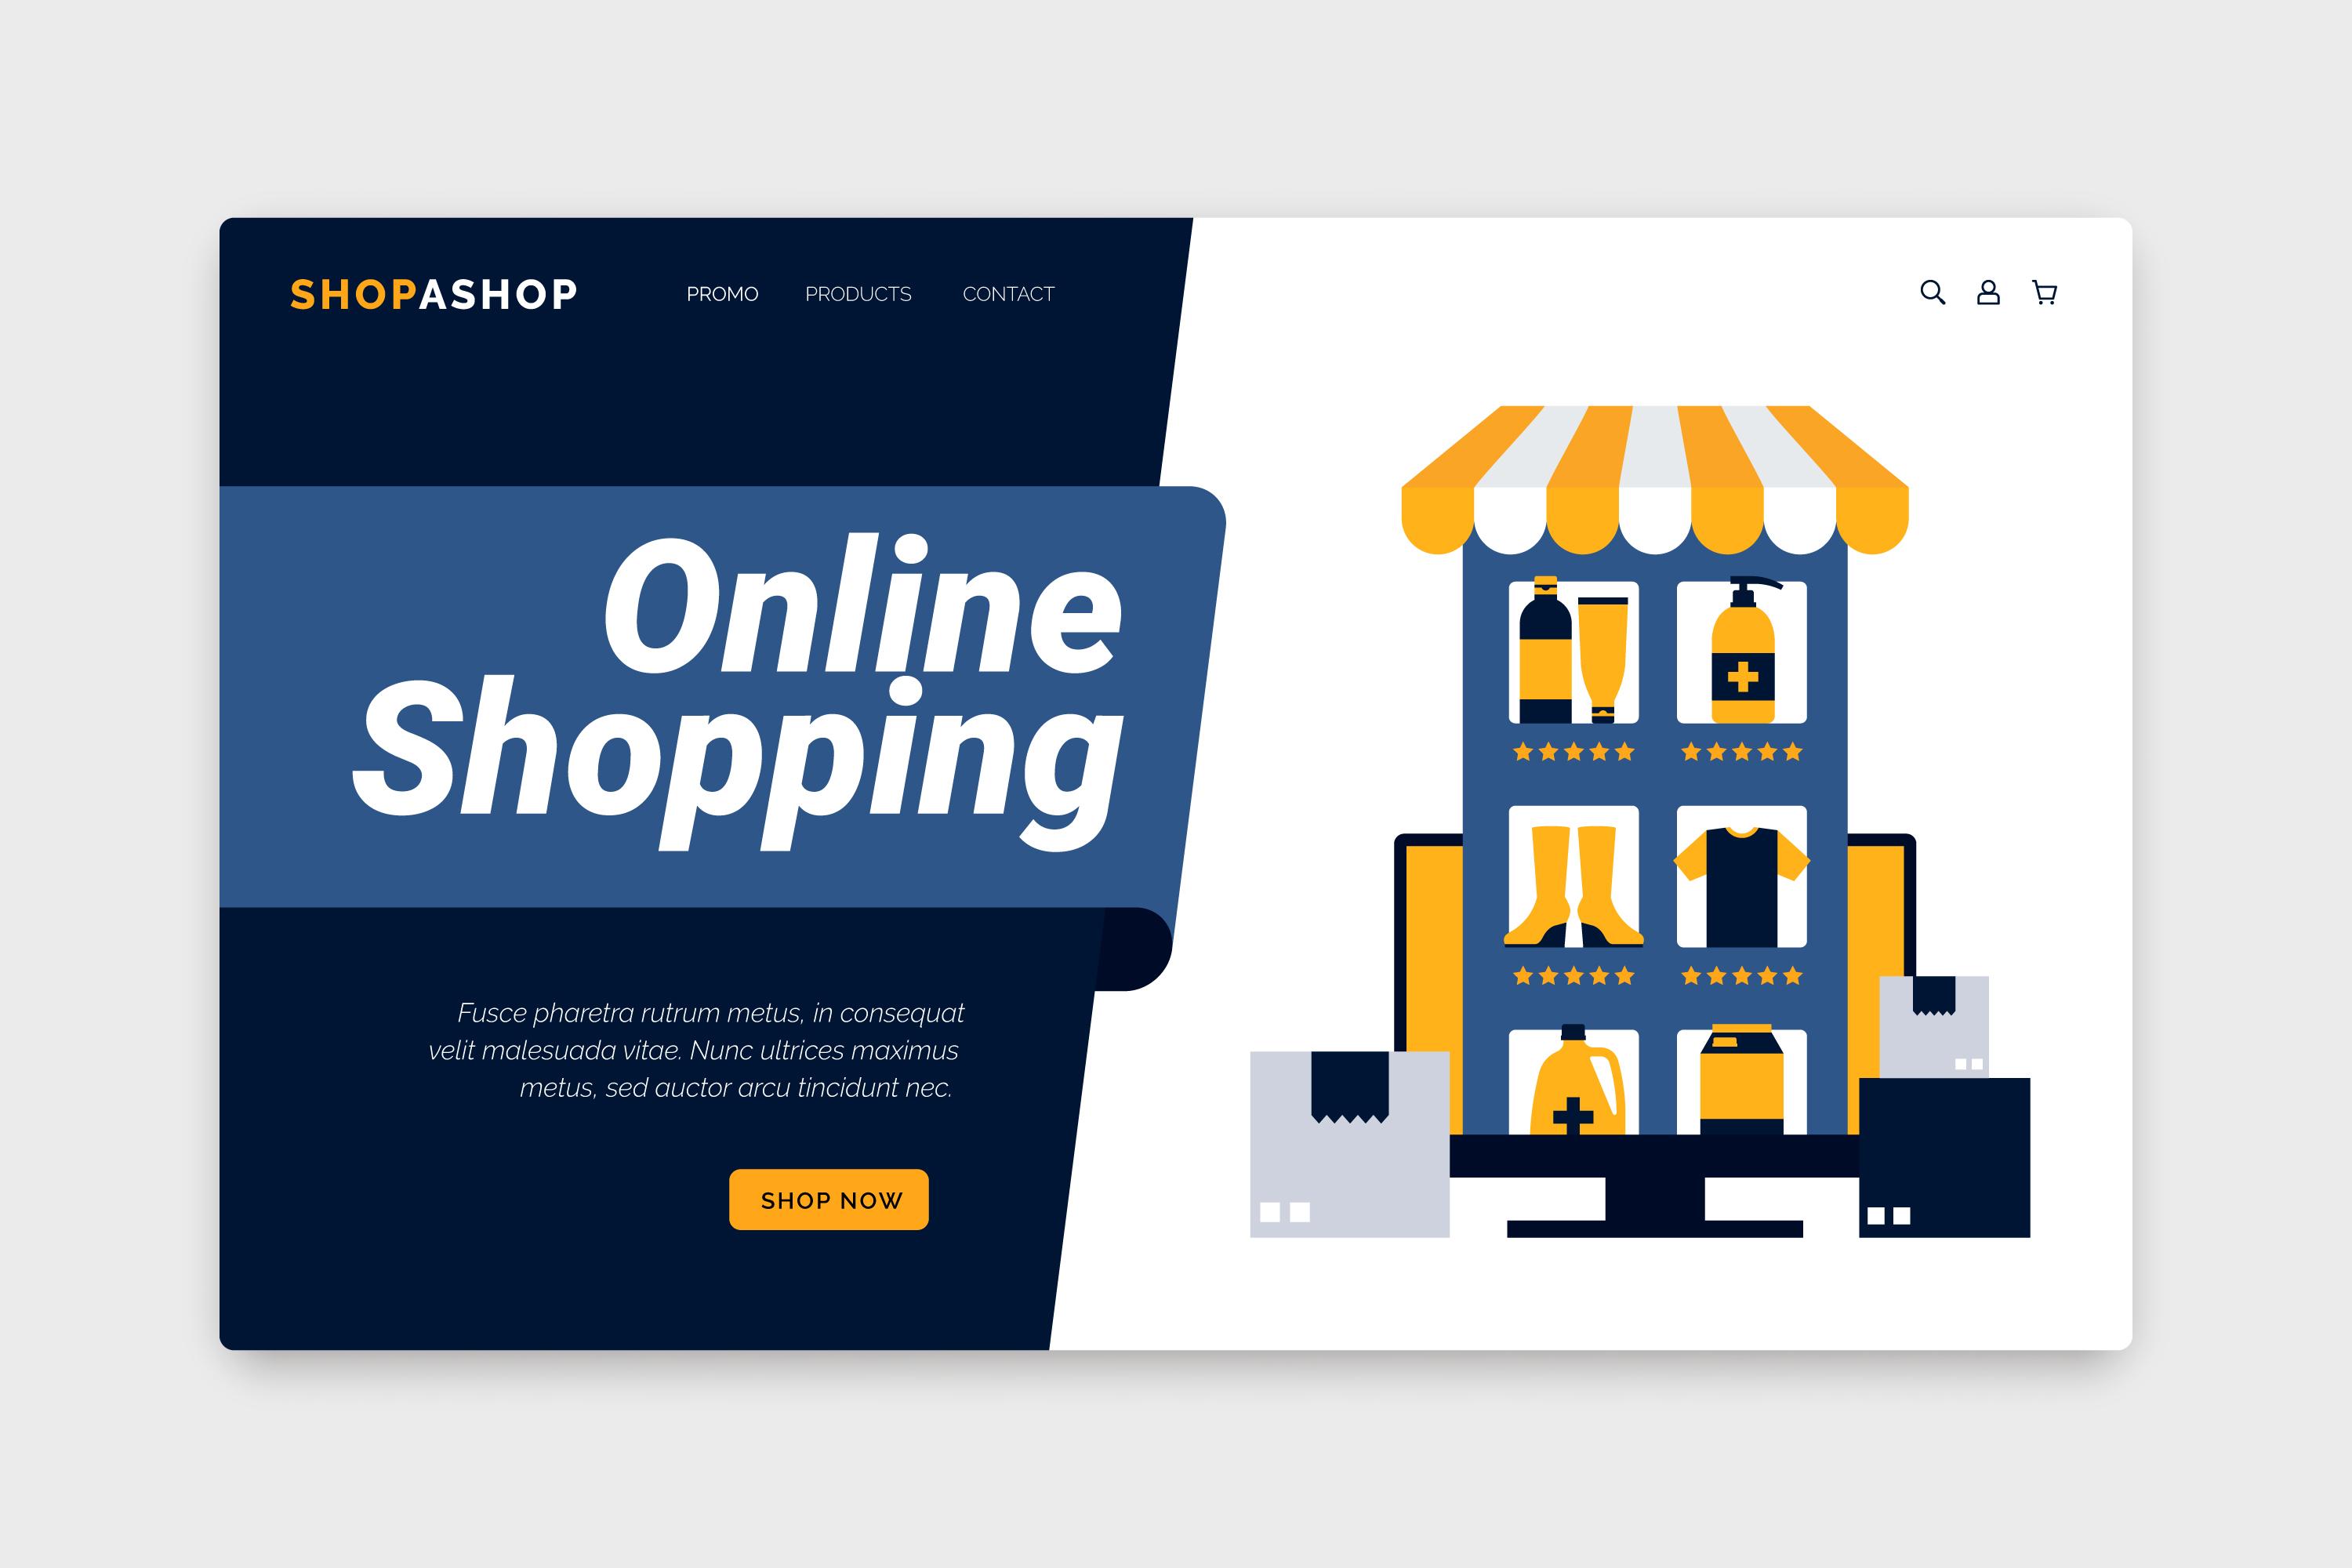 SHOPASHOP
PROMO PRODUCTS CONTACT
Online
Shopping
Fusce pharetra rutrum metus, in consequat
velit malesuada vitae. Nunc ultrices maximus
metus, sed auctor arcu tincidunt nec.
SHOP NOW